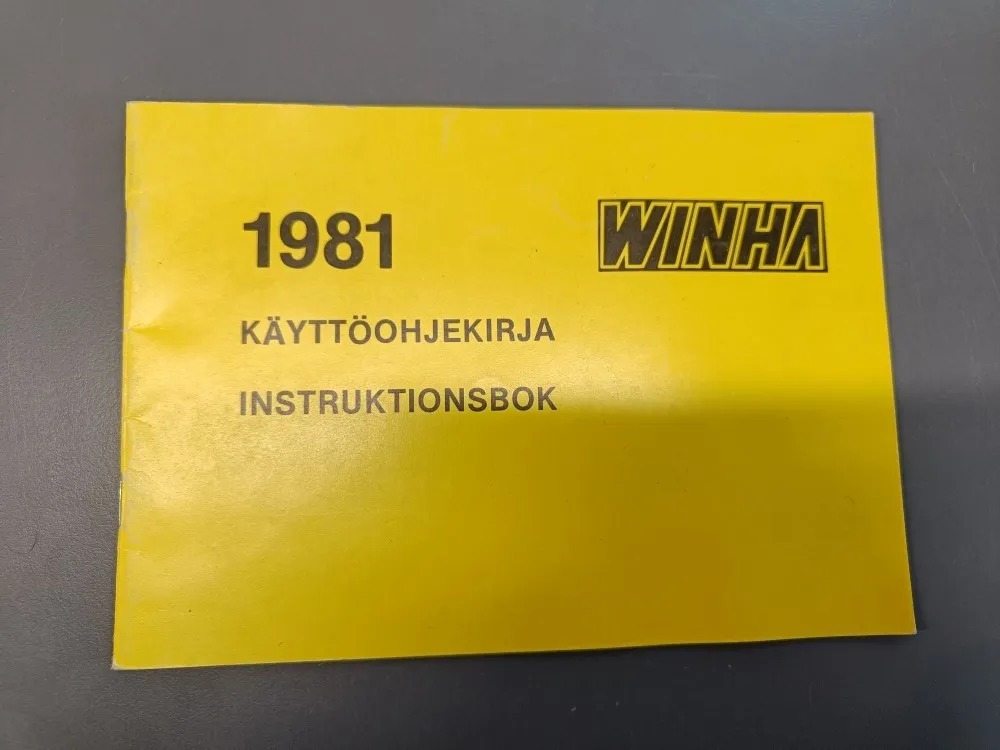 1981
WINHA
KÄYTTÖOHJEKIRJA
INSTRUKTIONSBOK